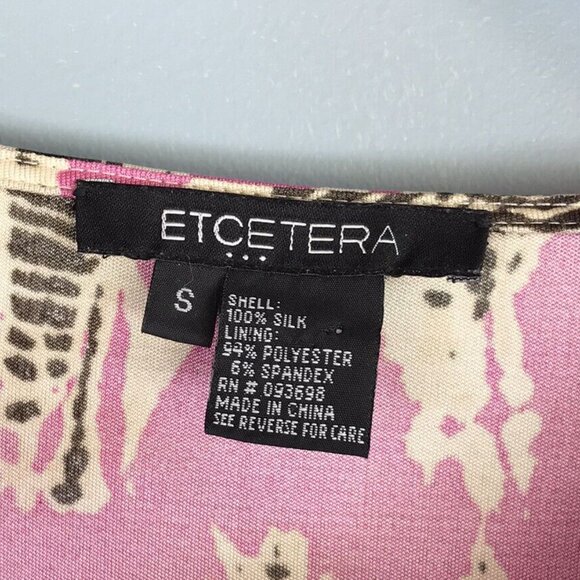 ETCETERA
...
S
SHELL:
100% SILK
LINING:
94% POLYESTER
6% SPANDEX
RN # 093698
MADE IN CHINA
SEE REVERSE FOR CARE